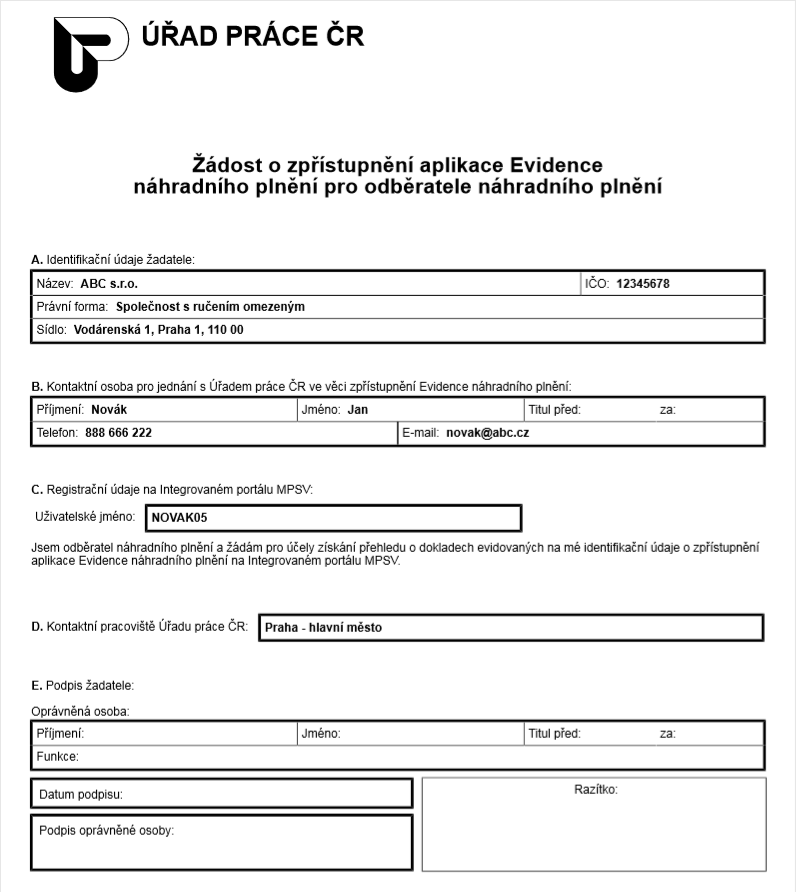 ÚŘAD PRÁCE ČR
Žádost o zpřístupnění aplikace Evidence
náhradního plnění pro odběratele náhradního plnění
A. Identifikační údaje žadatele:
Název: ABC s.r.o. IČO: 12345678
Právní forma: Společnost s ručením omezeným
Sídlo: Vodárenská 1, Praha 1, 110 00
B. Kontaktní osoba pro jednání s Úřadem práce ČR ve věci zpřístupnění Evidence náhradního plnění:
Příjmení: Novák Jméno: Jan Titul před: za:
Telefon: 888 666 222 E-mail: novak@abc.cz
C. Registrační údaje na Integrovaném portálu MPSV:
Uživatelské jméno: NOVAK05
Jsem odběratel náhradního plnění a žádám pro účely získání přehledu o dokladech evidovaných na mé identifikační údaje o zpřístupnění
aplikace Evidence náhradního plnění na Integrovaném portálu MPSV.
D. Kontaktní pracoviště Úřadu práce ČR: Praha - hlavní město
E. Podpis žadatele:
Oprávněná osoba:
Příjmení: Jméno: Titul před: za:
Funkce:
Datum podpisu: Razítko:
Podpis oprávněné osoby: